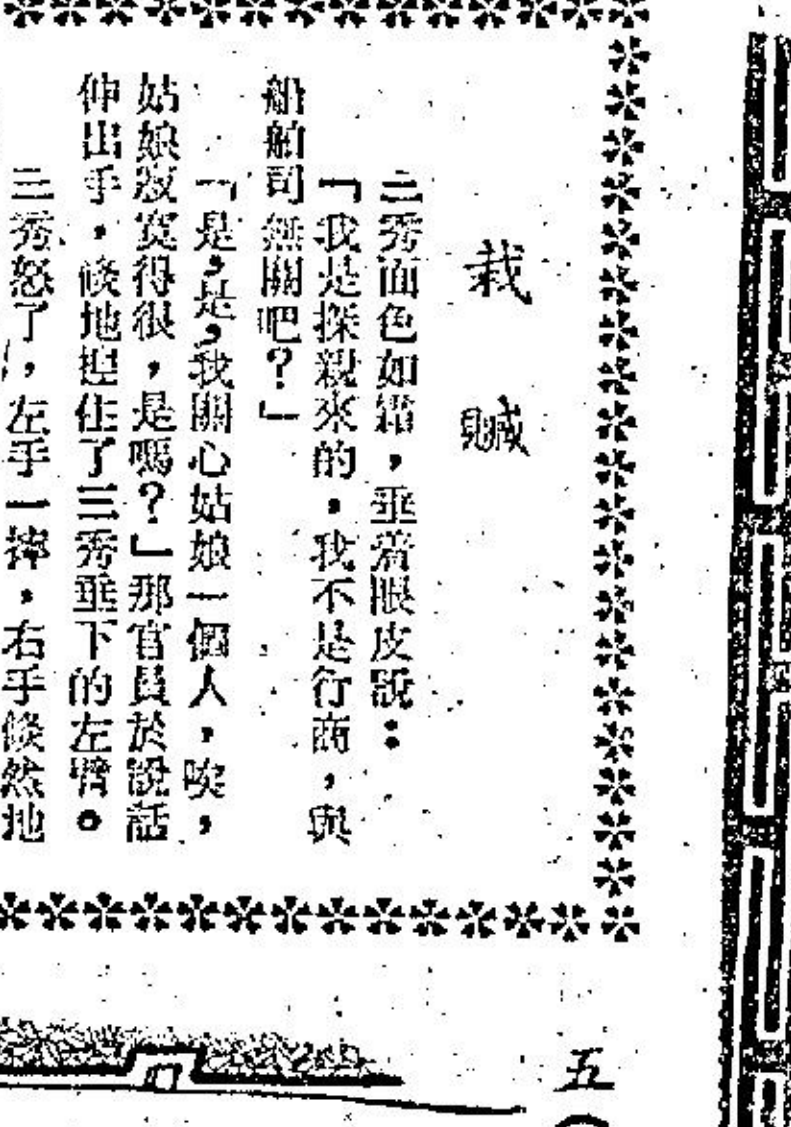 栽贓
三秀面色如霜，垂着眼皮說：
「我是探親來的，我不是行商，與
船舶司無關吧？」
「是，是，我關心姑娘一個人，唉，
姑娘寂寞得很，是嗎？」那官員於說話
伸出手，倏地捏住了三秀垂下的左臂。
三秀怒了，左手一摔，右手倏然地
五